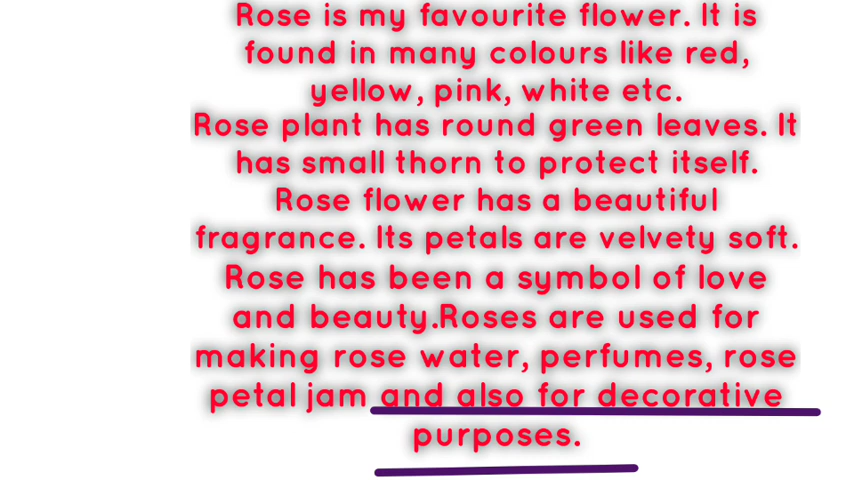 Rose is my favourite flower. It is
found in many colours like red,
yellow, pink, white etc.
Rose plant has round green leaves. It
has small thorn to protect itself.
Rose flower has a beautiful
fragrance. Its petals are velvety soft.
Rose has been a symbol of love
and beauty.Roses are used for
making rose water, perfumes, rose
petal jam and also for decorative
purposes.